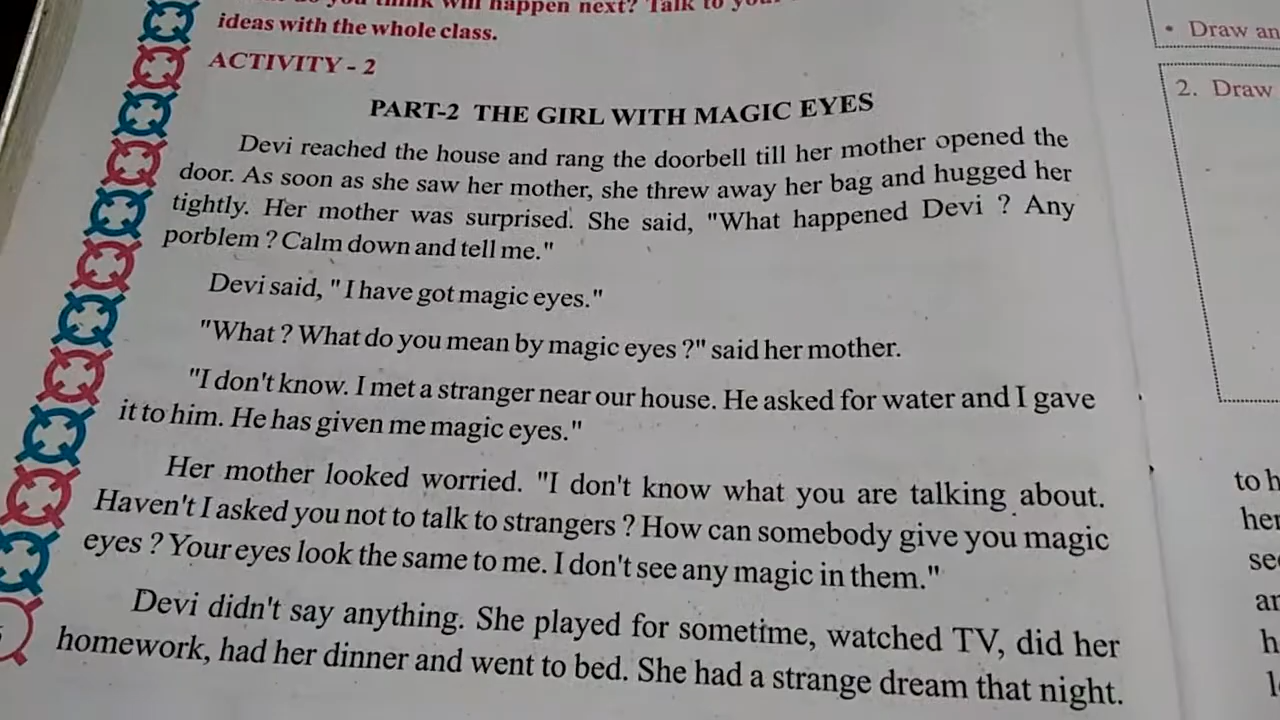 happen next? Talk to
ideas with the whole class.
ACTIVITY - 2
PART-2 THE GIRL WITH MAGIC EYES
Devi reached the house and rang the doorbell till her mother opened the
door. As soon as she saw her mother, she threw away her bag and hugged her
tightly. Her mother was surprised. She said, "What happened Devi ? Any
porblem ? Calm down and tell me."
Devi said, " I have got magic eyes."
"What ? What do you mean by magic eyes ?" said her mother.
"I don't know. I met a stranger near our house. He asked for water and I gave
it to him. He has given me magic eyes."
Her mother looked worried. "I don't know what you are talking about.
Haven't I asked you not to talk to strangers ? How can somebody give you magic
eyes ? Your eyes look the same to me. I don't see any magic in them."
Devi didn't say anything. She played for sometime, watched TV, did her
homework, had her dinner and went to bed. She had a strange dream that night.
• Draw an
2. Draw
to h
her